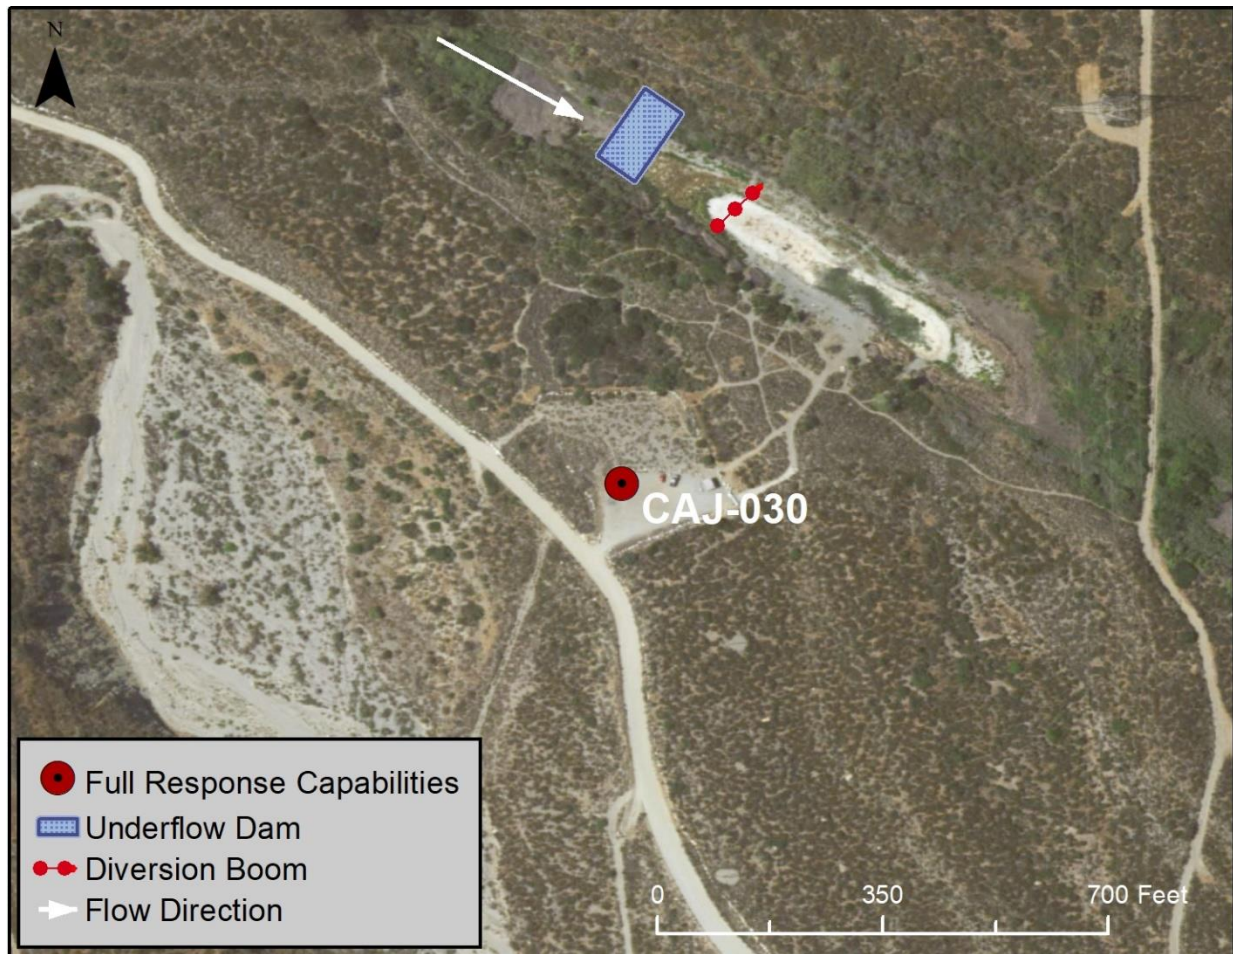 N
CAJ-030
Full Response Capabilities
Underflow Dam
Diversion Boom
Flow Direction
0 350 700 Feet